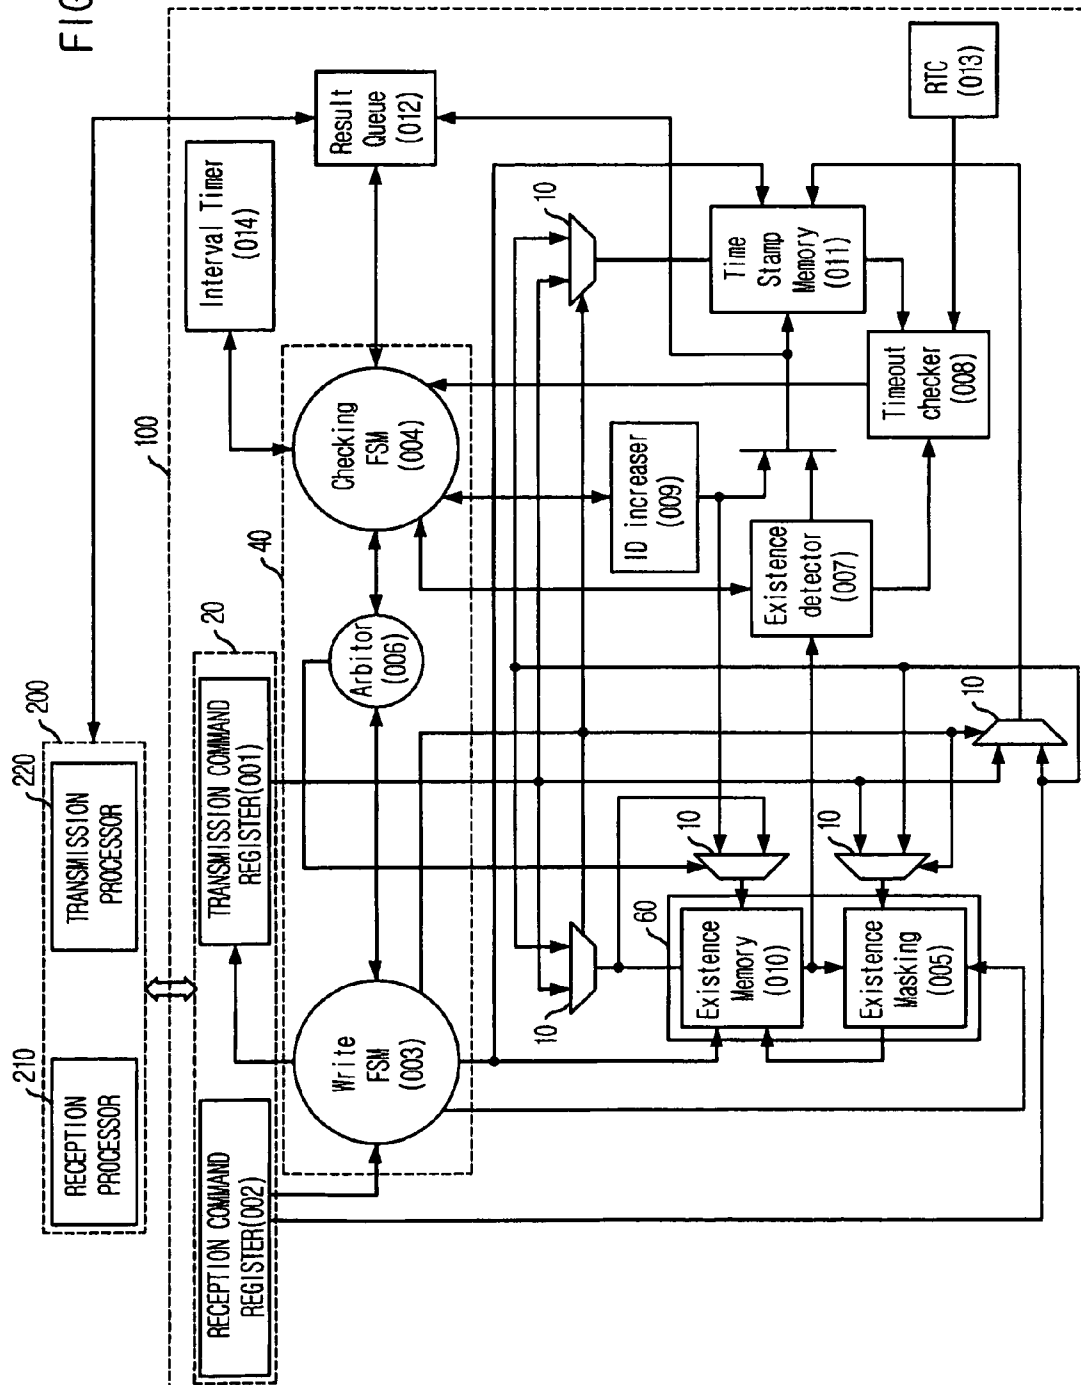 FIG
100
200
210
RECEPTION
PROCESSOR
220
TRANSMISSION
PROCESSOR
20
RECEPTION COMMAND
REGISTER(002)
TRANSMISSION COMMAND
REGISTER(001)
Interval Timer
(014)
40
Write
FSM
(003)
Arbitor
(006)
Checking
FSM
(004)
Result
Queue
(012)
10
10
60
Existence
Memory
(010)
10
Existence
Masking
(005)
10
10
ID increaser
(009)
Existence
detector
(007)
Time
Stamp
Memory
(011)
Timeout
checker
(008)
RTC
(013)